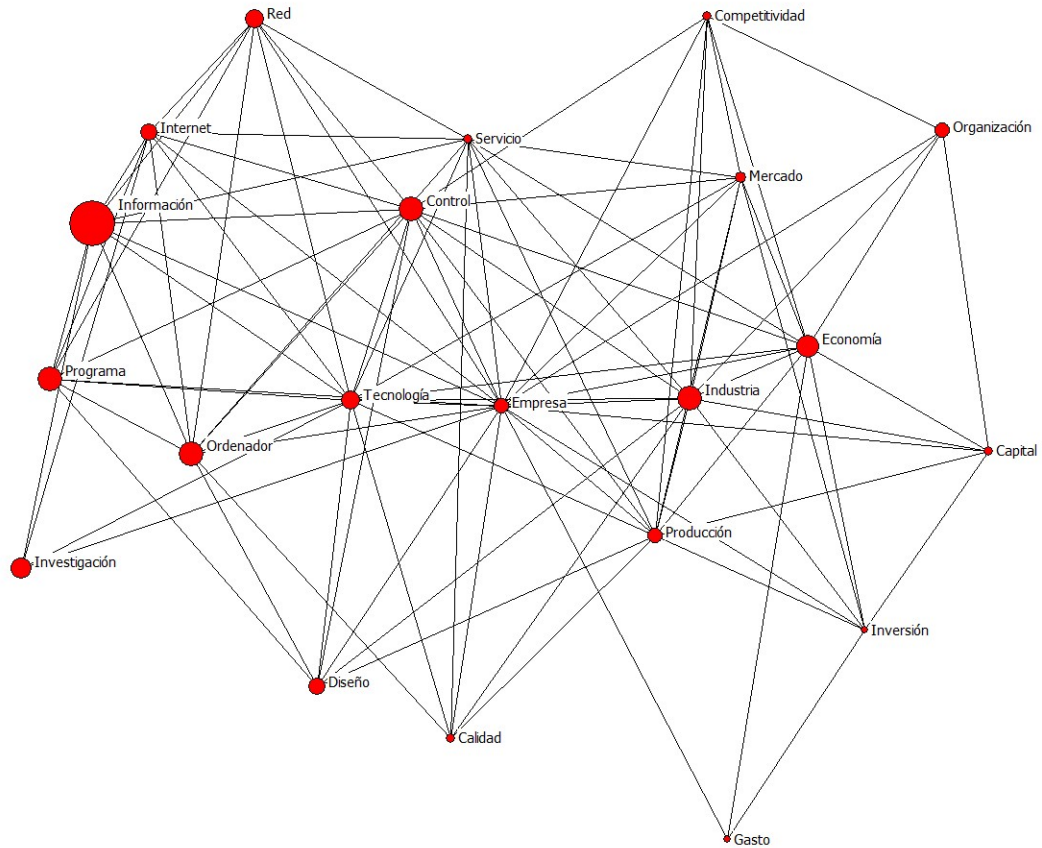 Red
Competitividad
Internet
Servicio
Organización
Mercado
Información
Control
Economía
Programa
Tecnología
Empresa
Industria
Ordenador
Capital
Producción
Investigación
Inversión
Diseño
Calidad
Gasto